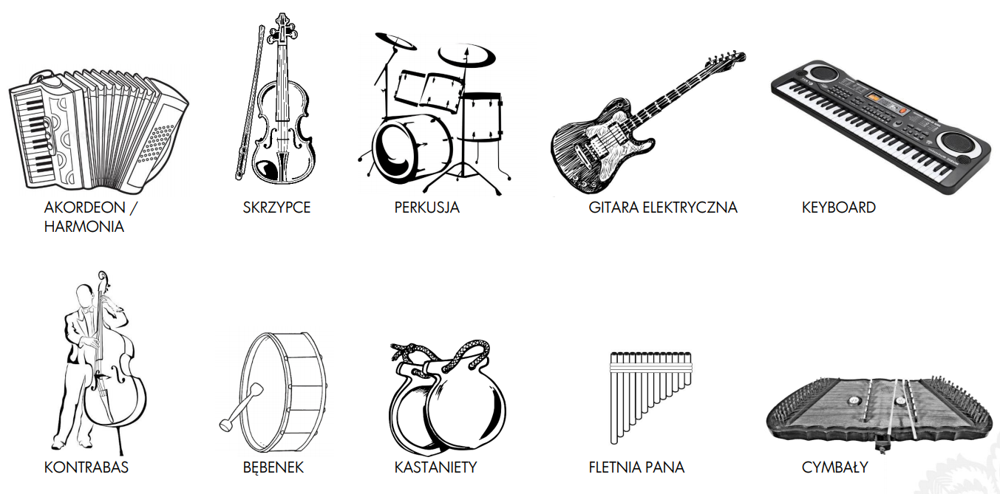 AKORDEON /
HARMONIA
SKRZYPCE
PERKUSJA
GITARA ELEKTRYCZNA
KEYBOARD
KONTRABAS
BĘBENEK
KASTANIETY
FLETNIA PANA
CYMBAŁY